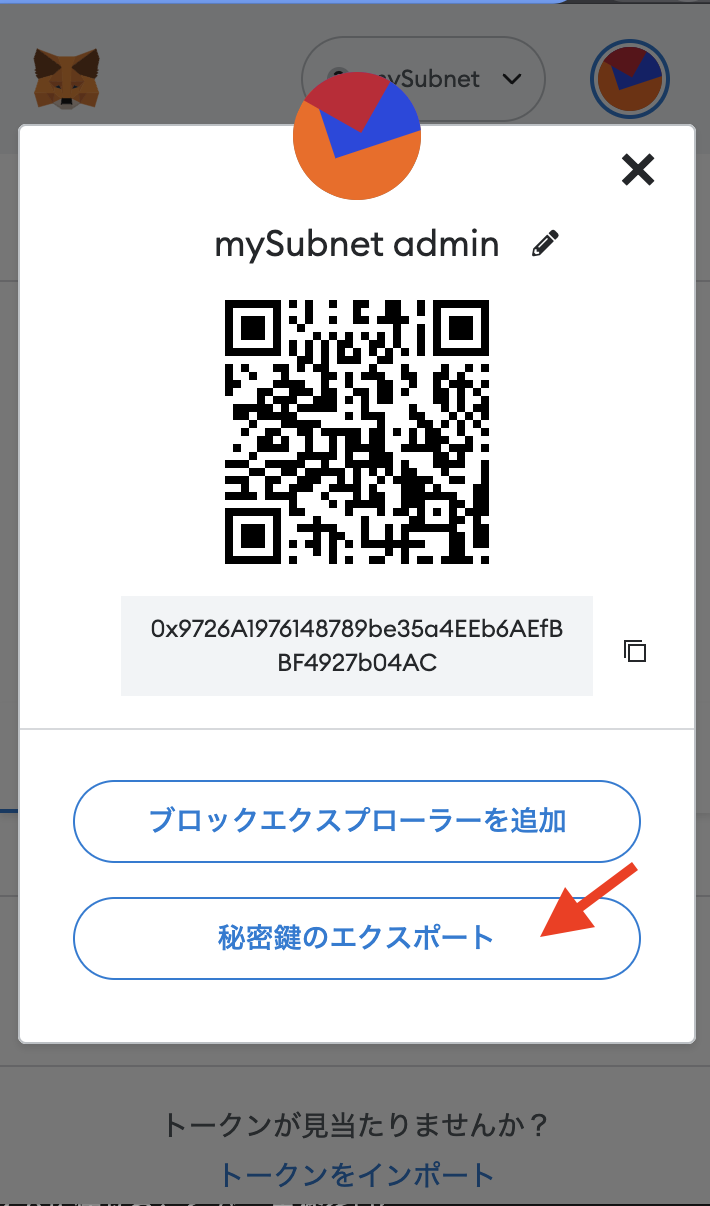 mySubnet
mySubnet admin
0x9726A1976148789be35a4EEb6AEfB
BF4927b04AC
ブロックエクスプローラーを追加
秘密鍵のエクスポート
トークンが見当たりませんか？
トークンをインポート